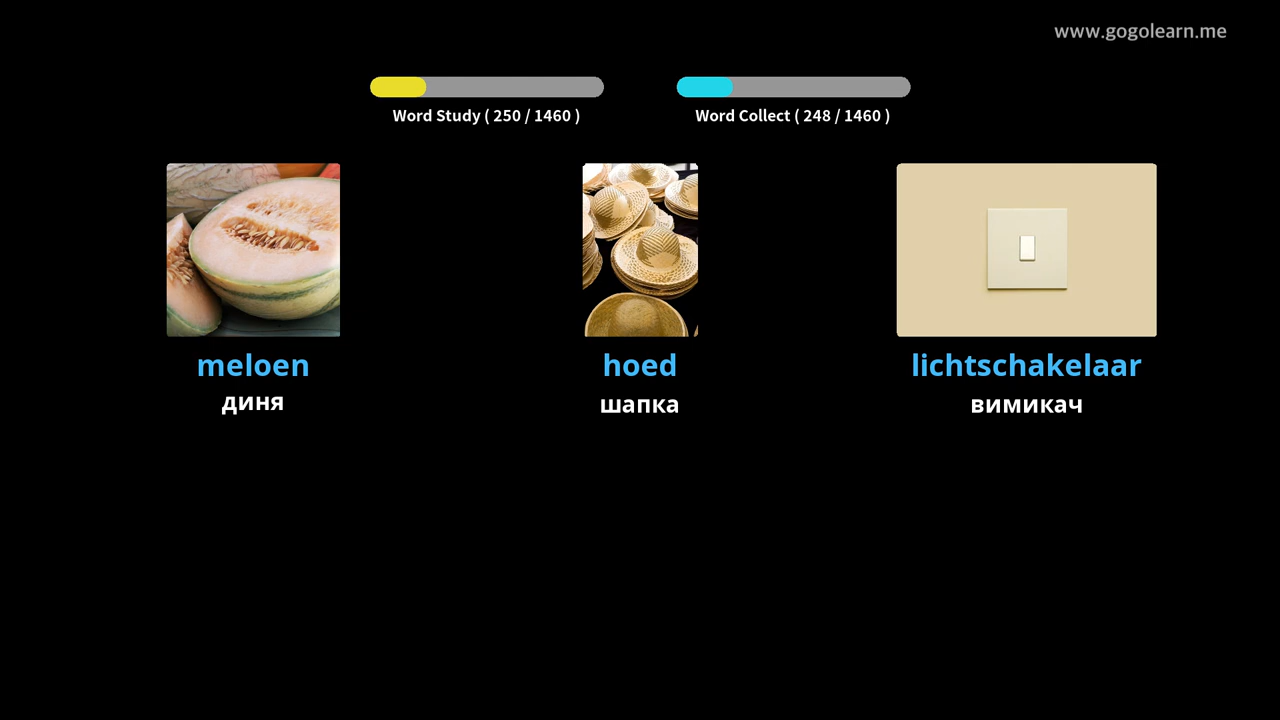 www.gogolearn.me
Word Study ( 250 / 1460 )
Word Collect ( 248 / 1460 )
meloen
диня
hoed
шапка
lichtschakelaar
вимикач